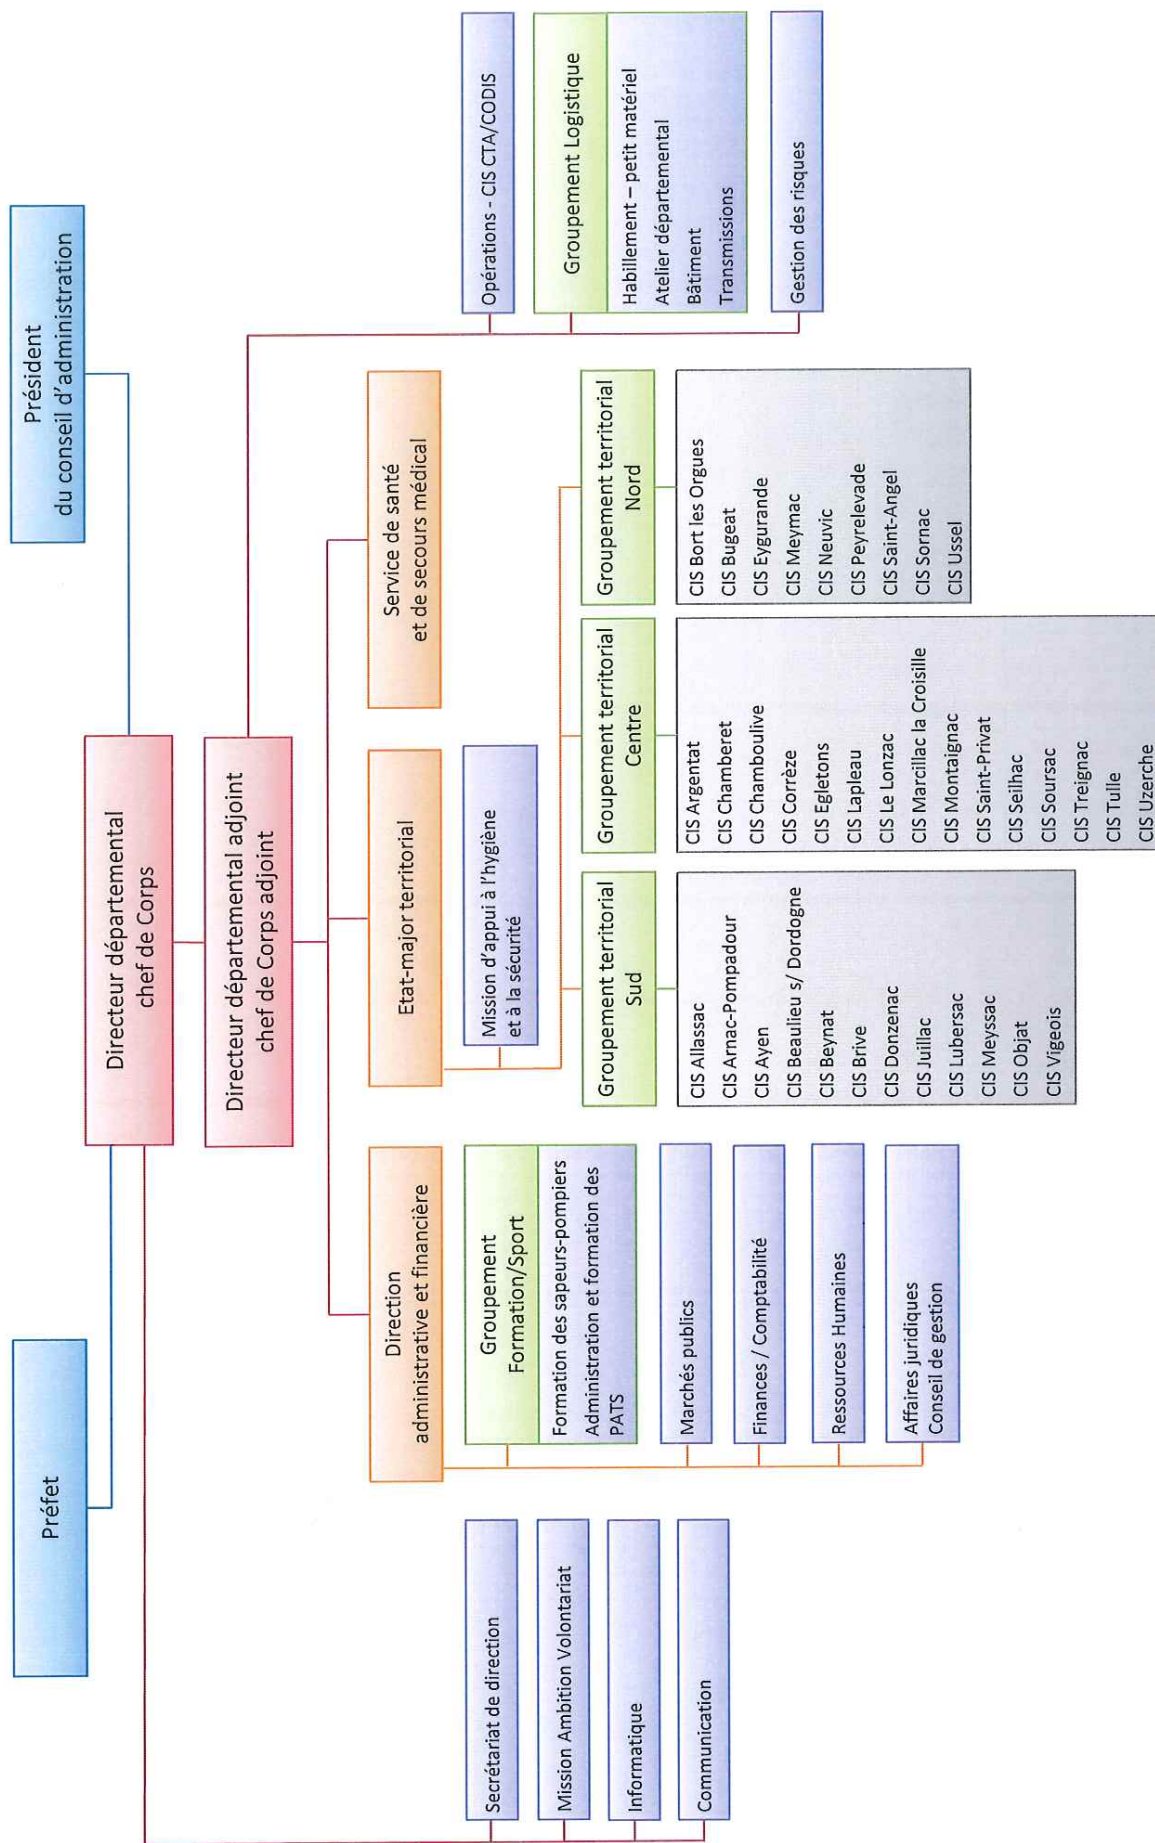 Préfet
Président
du conseil d'administration
Directeur départemental
chef de Corps
Directeur départemental adjoint
chef de Corps adjoint
Secrétariat de direction
Mission Ambition Volontariat
Informatique
Communication
Direction
administrative et financière
Groupement
Formation/Sport
Formation des sapeurs-pompiers
Administration et formation des
PATS
Marchés publics
Finances / Comptabilité
Ressources Humaines
Affaires juridiques
Conseil de gestion
Etat-major territorial
Mission d'appui à l'hygiène
et à la sécurité
Groupement territorial
Sud
CIS Allassac
CIS Arnac-Pompadour
CIS Ayen
CIS Beaulieu s/ Dordogne
CIS Beynat
CIS Brive
CIS Donzenac
CIS Juillac
CIS Lubersac
CIS Meyssac
CIS Objat
CIS Vigeois
Groupement territorial
Centre
CIS Argentat
CIS Chamberet
CIS Chamboulive
CIS Corrèze
CIS Egletons
CIS Lapleau
CIS Le Lonzac
CIS Marcillac la Croisille
CIS Montaignac
CIS Saint-Privat
CIS Seilhac
CIS Soursac
CIS Treignac
CIS Tulle
CIS Uzerche
Groupement territorial
Nord
CIS Bort les Orgues
CIS Bugeat
CIS Eygurande
CIS Meymac
CIS Neuvic
CIS Peyrelevade
CIS Saint-Angel
CIS Sornac
CIS Ussel
Service de santé
et de secours médical
Opérations - CIS CTA/CODIS
Groupement Logistique
Habillement – petit matériel
Atelier départemental
Bâtiment
Transmissions
Gestion des risques